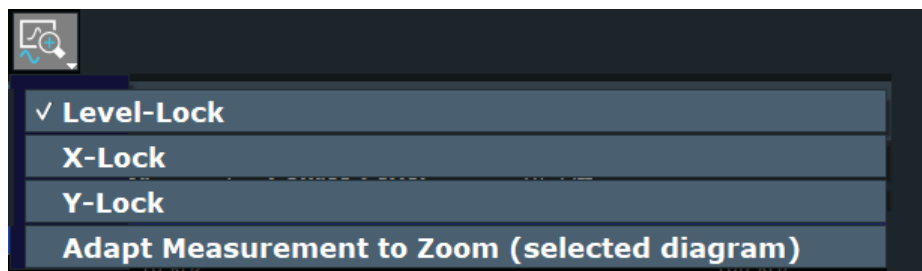 ✓ Level-Lock
X-Lock
Y-Lock
Adapt Measurement to Zoom (selected diagram)